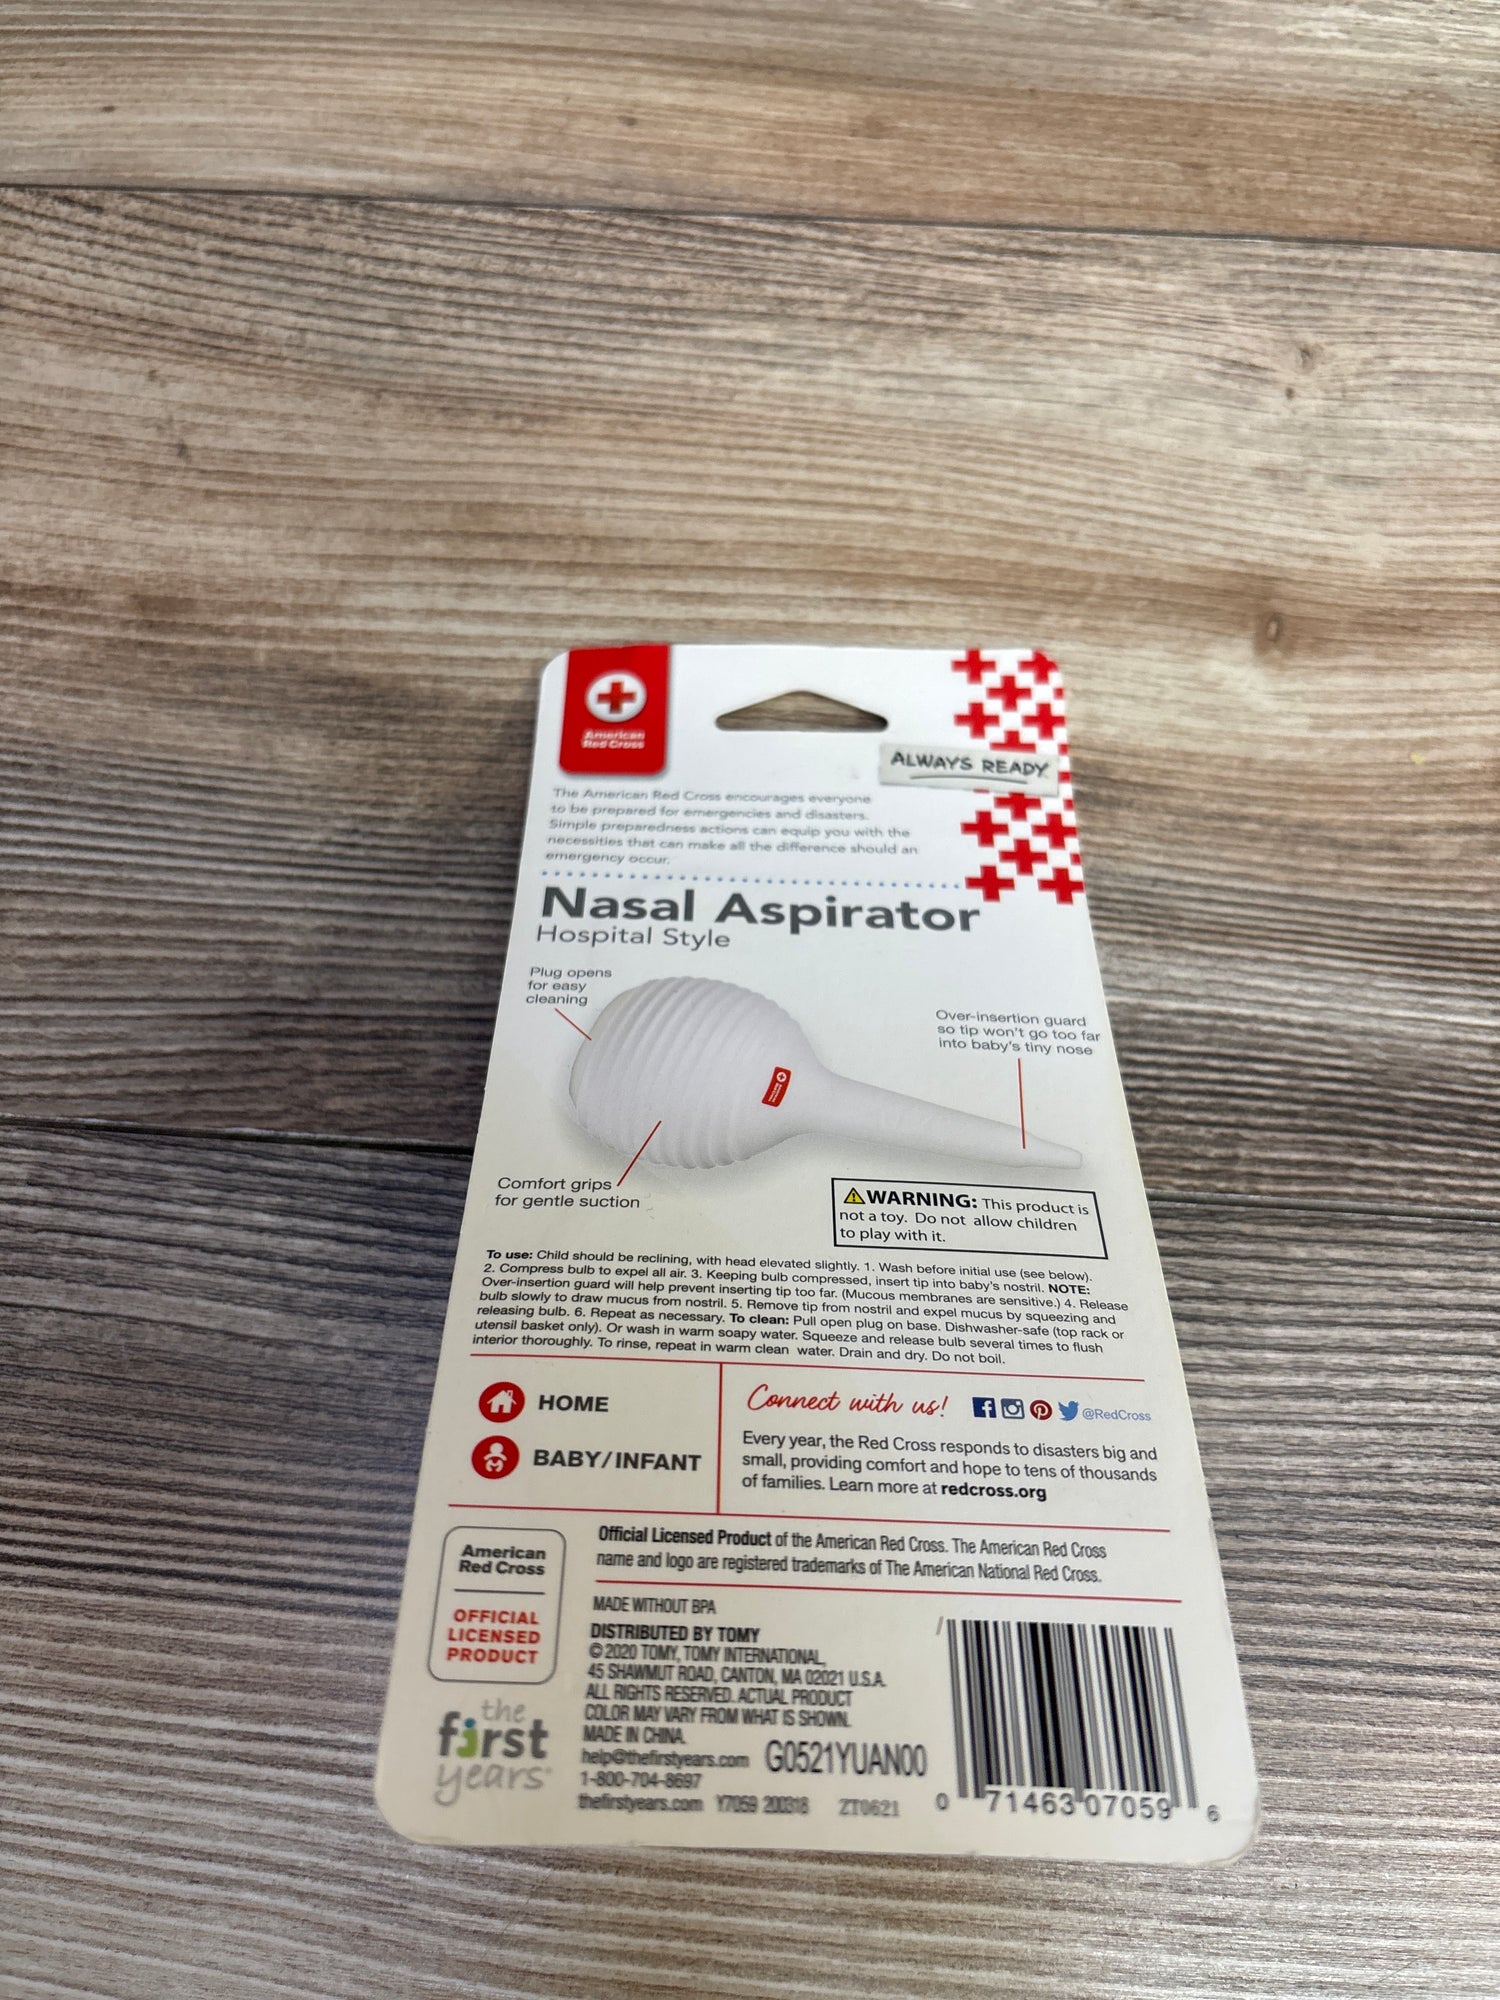 American
Red Cross
ALWAYS READY
The American Red Cross encourages everyone
to be prepared for emergencies and disasters.
Simple preparedness actions can equip you with the
necessities that can make all the difference should an
emergency occur.
Nasal Aspirator
Hospital Style
Plug opens
for easy
cleaning
Over-insertion guard
so tip won't go too far
into baby's tiny nose
Comfort grips
for gentle suction
WARNING: This product is
not a toy. Do not allow children
to play with it.
To use: Child should be reclining, with head elevated slightly. 1. Wash before initial use (see below).
2. Compress bulb to expel all air. 3. Keeping bulb compressed, insert tip into baby's nostril. NOTE:
Over-insertion guard will help prevent inserting tip too far. (Mucous membranes are sensitive.) 4. Release
bulb slowly to draw mucus from nostril. 5. Remove tip from nostril and expel mucus by squeezing and
releasing bulb. 6. Repeat as necessary. To clean: Pull open plug on base. Dishwasher-safe (top rack or
utensil basket only). Or wash in warm soapy water. Squeeze and release bulb several times to flush
interior thoroughly. To rinse, repeat in warm clean water. Drain and dry. Do not boil.
HOME
BABY/INFANT
Connect with us! @RedCross
Every year, the Red Cross responds to disasters big and
small, providing comfort and hope to tens of thousands
of families. Learn more at redcross.org
American
Red Cross
OFFICIAL
LICENSED
PRODUCT
Official Licensed Product of the American Red Cross. The American Red Cross
name and logo are registered trademarks of The American National Red Cross.
MADE WITHOUT BPA
DISTRIBUTED BY TOMY
© 2020 TOMY, TOMY INTERNATIONAL,
45 SHAWMUT ROAD, CANTON, MA 02021 U.S.A.
ALL RIGHTS RESERVED. ACTUAL PRODUCT
COLOR MAY VARY FROM WHAT IS SHOWN.
MADE IN CHINA.
help@thefirstyears.com G0521YUAN00
1-800-704-8697
thefirstyears.com Y7059 200318 ZT0621
the
first
years®
0 71463 07059 6